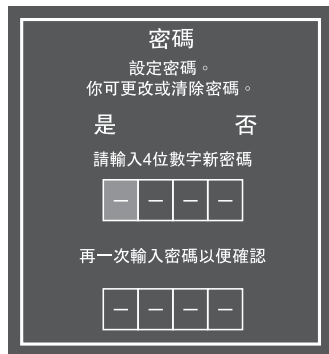 密碼
設定密碼。
你可更改或清除密碼。
是 否
請輸入4位數字新密碼
– – – –
再一次輸入密碼以便確認
– – – –